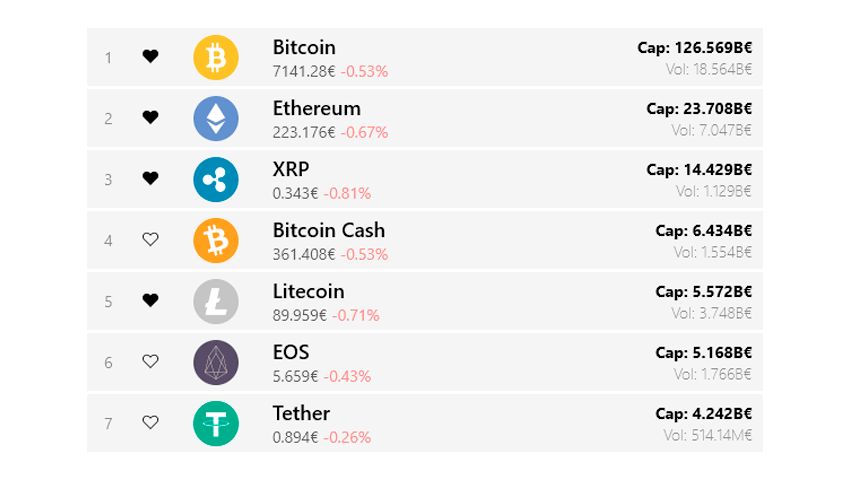 1
Bitcoin
7141.28€ -0.53%
Cap: 126.569B€
Vol: 18.564B€
2
Ethereum
223.176€ -0.67%
Cap: 23.708B€
Vol: 7.047B€
3
XRP
0.343€ -0.81%
Cap: 14.429B€
Vol: 1.129B€
4
Bitcoin Cash
361.408€ -0.53%
Cap: 6.434B€
Vol: 1.554B€
5
Litecoin
89.959€ -0.71%
Cap: 5.572B€
Vol: 3.748B€
6
EOS
5.659€ -0.43%
Cap: 5.168B€
Vol: 1.766B€
7
Tether
0.894€ -0.26%
Cap: 4.242B€
Vol: 514.14M€